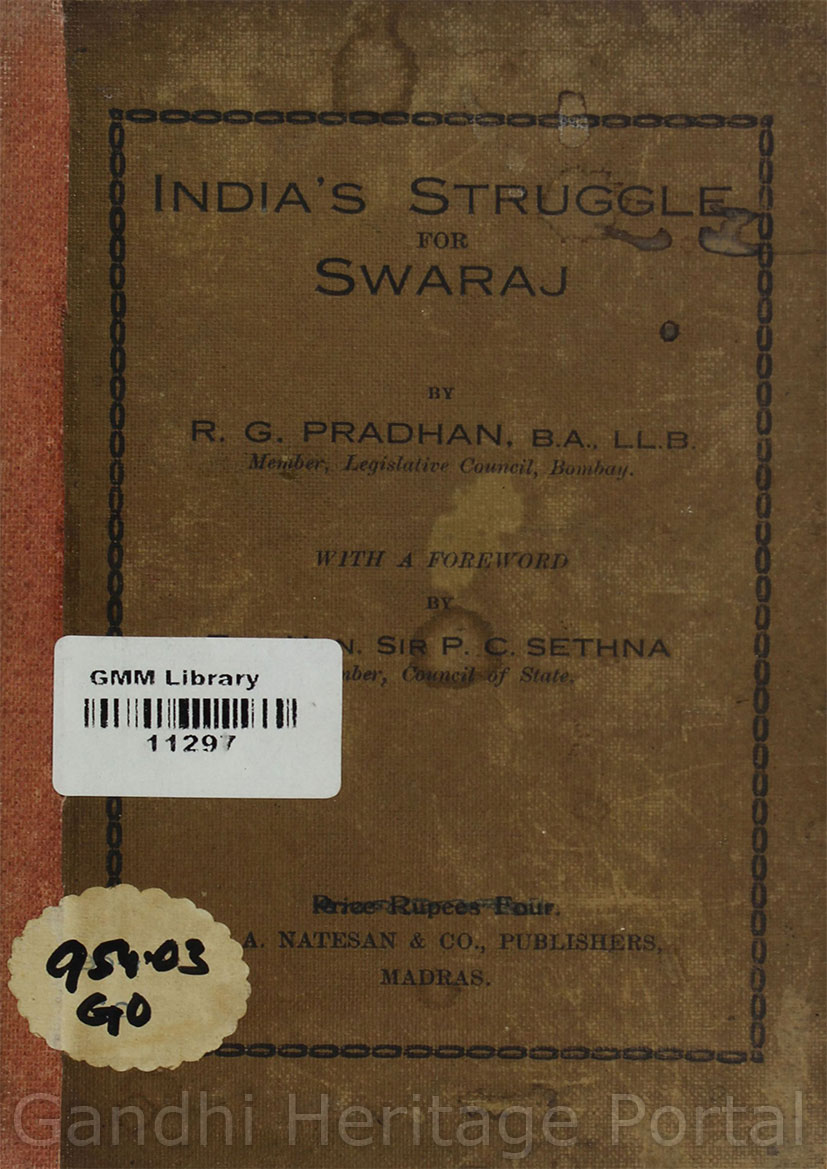 INDIA'S STRUGGLE
FOR
SWARAJ
BY
R. G. PRADHAN, B.A., LL.B.
Member, Legislative Council, Bombay.
WITH A FOREWORD
BY
SIR P. C. SETHNA
Council of State.
GMM Library
11297
Price Rupees Four.
A. NATESAN & CO., PUBLISHERS,
MADRAS.
954.03
GO
Gandhi Heritage Portal